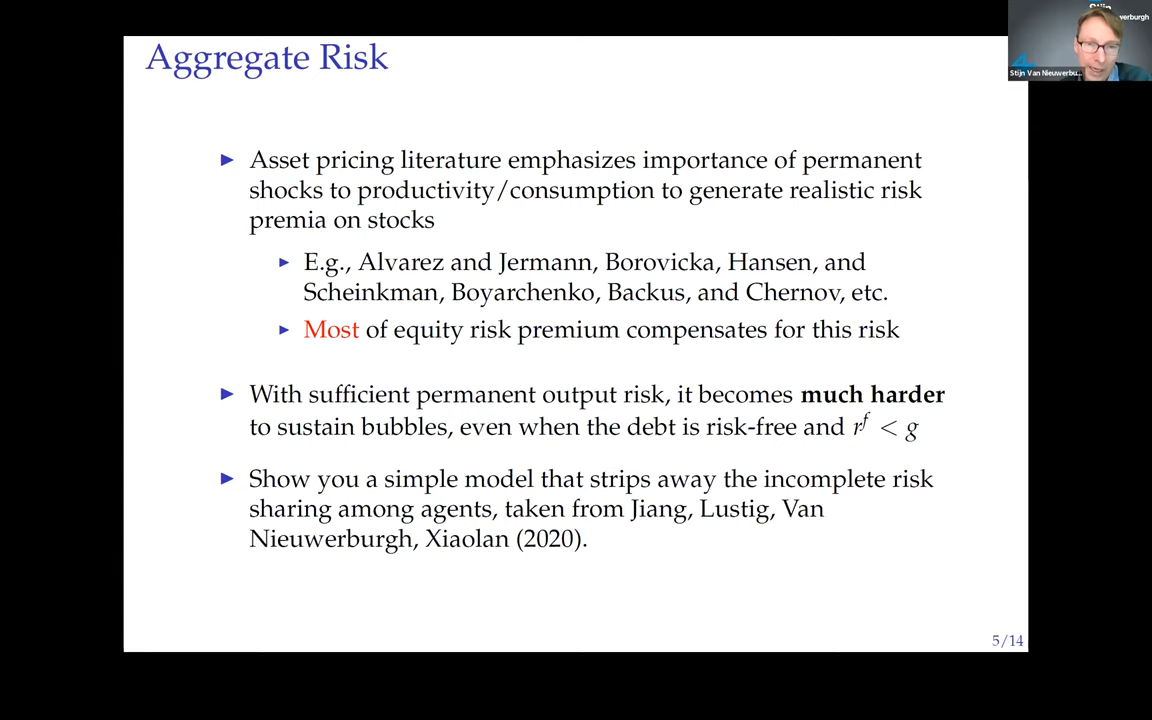 Aggregate Risk
Stijn
werburgh
Stijn Van Nieuwerbu...
▶ Asset pricing literature emphasizes importance of permanent
shocks to productivity/consumption to generate realistic risk
premia on stocks
▶ E.g., Alvarez and Jermann, Borovicka, Hansen, and
Scheinkman, Boyarchenko, Backus, and Chernov, etc.
▶ Most of equity risk premium compensates for this risk
▶ With sufficient permanent output risk, it becomes much harder
to sustain bubbles, even when the debt is risk-free and r^f < g
▶ Show you a simple model that strips away the incomplete risk
sharing among agents, taken from Jiang, Lustig, Van
Nieuwerburgh, Xiaolan (2020).
5/14